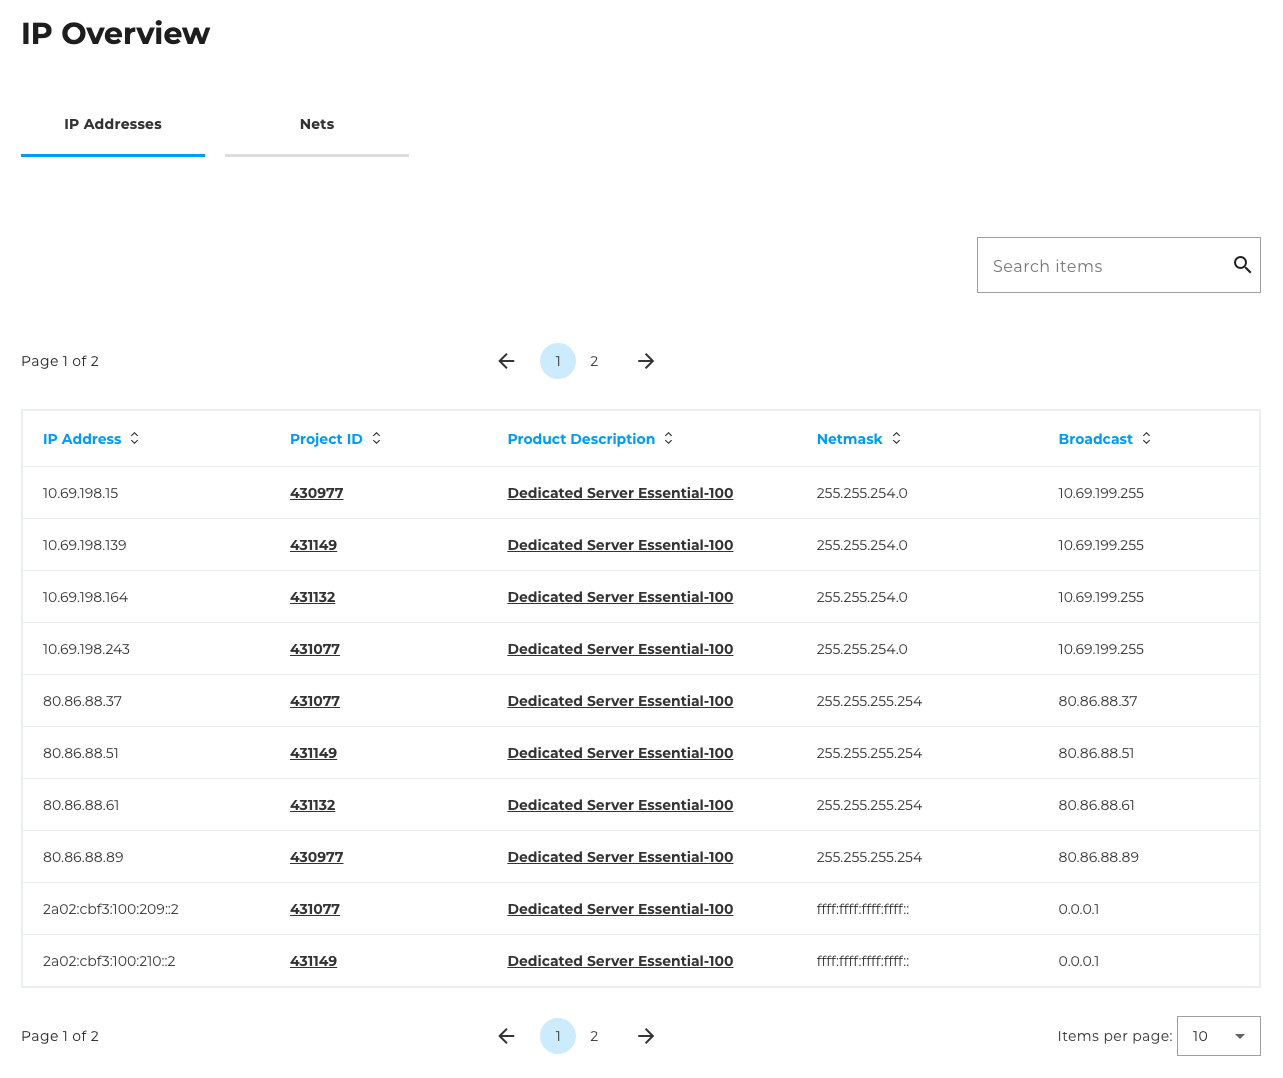 IP Overview
IP Addresses Nets
Search items
Page 1 of 2 1 2
IP Address Project ID Product Description Netmask Broadcast
10.69.198.15 430977 Dedicated Server Essential-100 255.255.254.0 10.69.199.255
10.69.198.139 431149 Dedicated Server Essential-100 255.255.254.0 10.69.199.255
10.69.198.164 431132 Dedicated Server Essential-100 255.255.254.0 10.69.199.255
10.69.198.243 431077 Dedicated Server Essential-100 255.255.254.0 10.69.199.255
80.86.88.37 431077 Dedicated Server Essential-100 255.255.255.254 80.86.88.37
80.86.88.51 431149 Dedicated Server Essential-100 255.255.255.254 80.86.88.51
80.86.88.61 431132 Dedicated Server Essential-100 255.255.255.254 80.86.88.61
80.86.88.89 430977 Dedicated Server Essential-100 255.255.255.254 80.86.88.89
2a02:cbf3:100:209::2 431077 Dedicated Server Essential-100 ffff:ffff:ffff:ffff:: 0.0.0.1
2a02:cbf3:100:210::2 431149 Dedicated Server Essential-100 ffff:ffff:ffff:ffff:: 0.0.0.1
Page 1 of 2 1 2 Items per page: 10